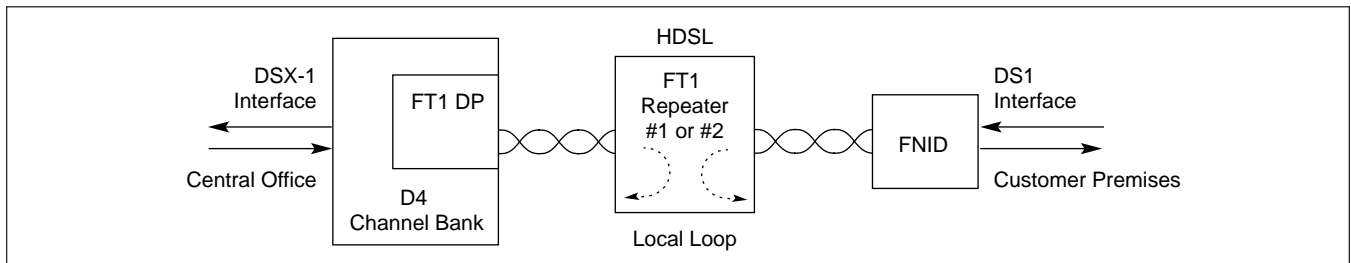 DSX-1
Interface
Central Office
FT1 DP
D4
Channel Bank
HDSL
FT1
Repeater
#1 or #2
Local Loop
FNID
DS1
Interface
Customer Premises